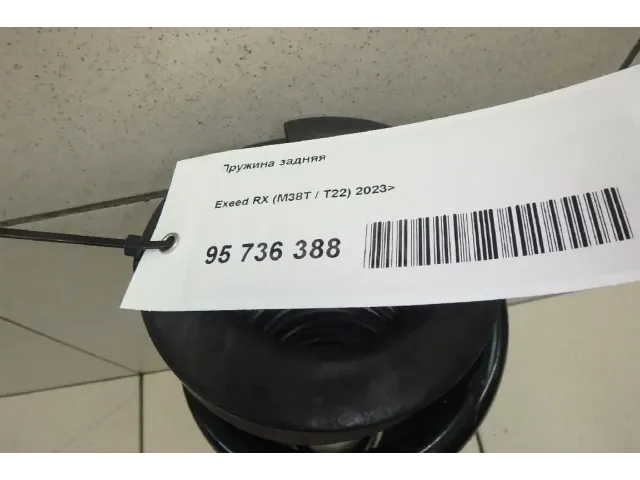 Пружина задняя
Exeed RX (M38T / T22) 2023>
95 736 388